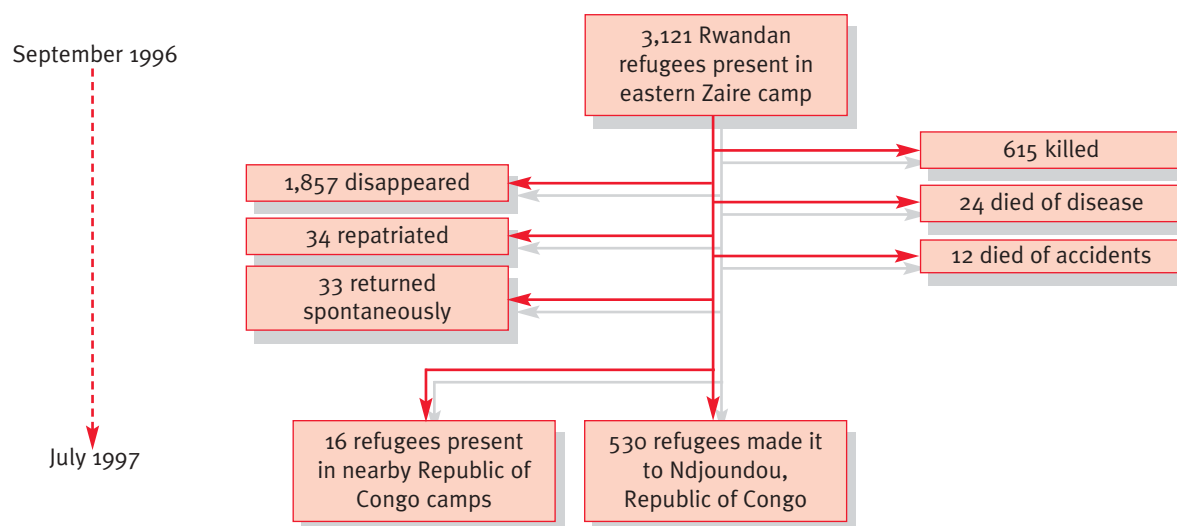 September 1996
3,121 Rwandan
refugees present in
eastern Zaire camp
615 killed
1,857 disappeared
24 died of disease
34 repatriated
12 died of accidents
33 returned
spontaneously
July 1997
16 refugees present
in nearby Republic of
Congo camps
530 refugees made it
to Ndjoundou,
Republic of Congo